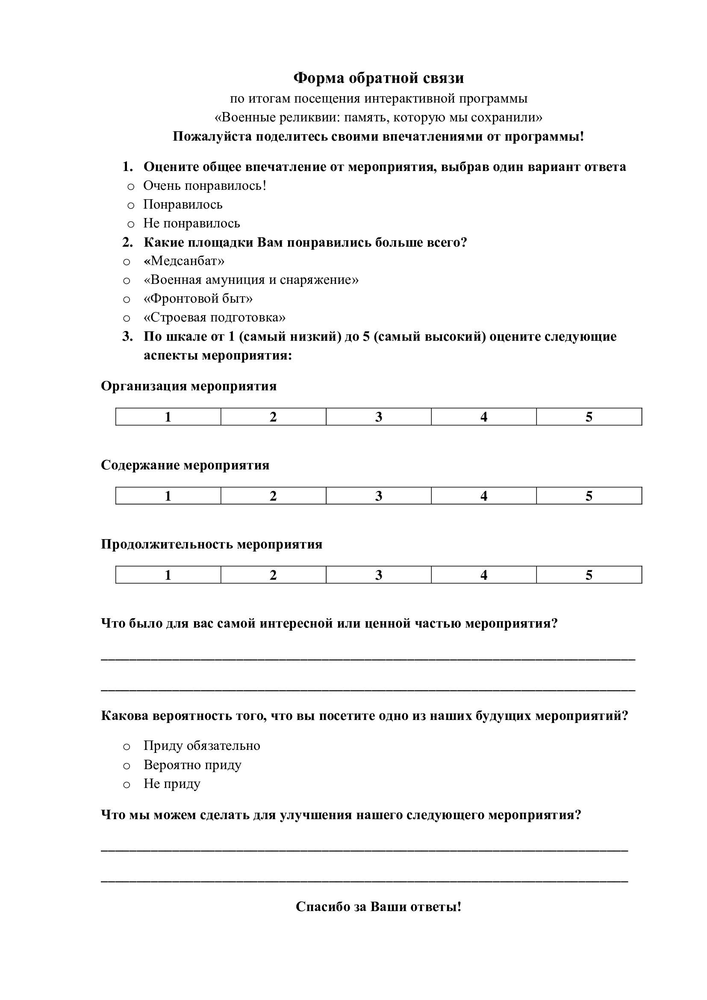 Форма обратной связи
по итогам посещения интерактивной программы
«Военные реликвии: память, которую мы сохранили»
Пожалуйста поделитесь своими впечатлениями от программы!
1. Оцените общее впечатление от мероприятия, выбрав один вариант ответа
o Очень понравилось!
o Понравилось
o Не понравилось
2. Какие площадки Вам понравились больше всего?
o «Медсанбат»
o «Военная амуниция и снаряжение»
o «Фронтовой быт»
o «Строевая подготовка»
3. По шкале от 1 (самый низкий) до 5 (самый высокий) оцените следующие
аспекты мероприятия:
Организация мероприятия
1 2 3 4 5
Содержание мероприятия
1 2 3 4 5
Продолжительность мероприятия
1 2 3 4 5
Что было для вас самой интересной или ценной частью мероприятия?
Какова вероятность того, что вы посетите одно из наших будущих мероприятий?
o Приду обязательно
o Вероятно приду
o Не приду
Что мы можем сделать для улучшения нашего следующего мероприятия?
Спасибо за Ваши ответы!